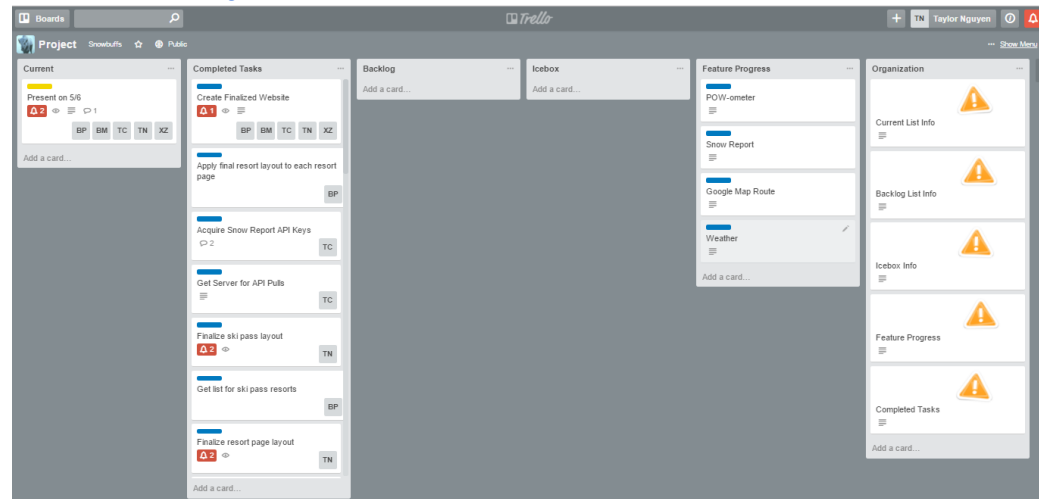 Boards
Trello
TN Taylor Nguyen
Project Snowbuffs Public
... Show Menu
Current ...
Present on 5/6
2 1
BP BM TC TN XZ
Add a card...
Completed Tasks ...
Create Finalized Website
1
BP BM TC TN XZ
Apply final resort layout to each resort
page
BP
Acquire Snow Report API Keys
2
TC
Get Server for API Pulls
TC
Finalize ski pass layout
2
TN
Get list for ski pass resorts
BP
Finalize resort page layout
2
TN
Add a card...
Backlog ...
Add a card...
Icebox ...
Add a card...
Feature Progress ...
POW-ometer
Snow Report
Google Map Route
Weather
Add a card...
Organization ...
Current List Info
Backlog List Info
Icebox Info
Feature Progress
Completed Tasks
Add a card...